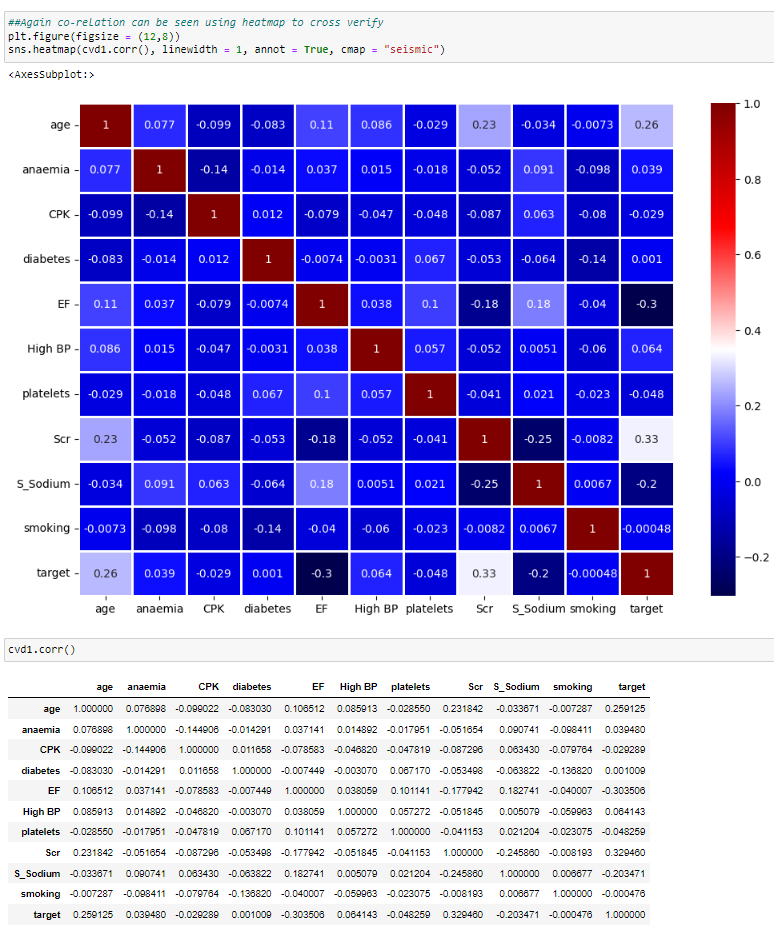 ##Again co-relation can be seen using heatmap to cross verify
plt.figure(figsize = (12,8))
sns.heatmap(cvd1.corr(), linewidth = 1, annot = True, cmap = "seismic")
<AxesSubplot:>
age 1 0.077 -0.099 -0.083 0.11 0.086 -0.029 0.23 -0.034 -0.0073 0.26
anaemia 0.077 1 -0.14 -0.014 0.037 0.015 -0.018 -0.052 0.091 -0.098 0.039
CPK -0.099 -0.14 1 0.012 -0.079 -0.047 -0.048 -0.087 0.063 -0.08 -0.029
diabetes -0.083 -0.014 0.012 1 -0.0074 -0.0031 0.067 -0.053 -0.064 -0.14 0.001
EF 0.11 0.037 -0.079 -0.0074 1 0.038 0.1 -0.18 0.18 -0.04 -0.3
High BP 0.086 0.015 -0.047 -0.0031 0.038 1 0.057 -0.052 0.0051 -0.06 0.064
platelets -0.029 -0.018 -0.048 0.067 0.1 0.057 1 -0.041 0.021 -0.023 -0.048
Scr 0.23 -0.052 -0.087 -0.053 -0.18 -0.052 -0.041 1 -0.25 -0.0082 0.33
S_Sodium -0.034 0.091 0.063 -0.064 0.18 0.0051 0.021 -0.25 1 0.0067 -0.2
smoking -0.0073 -0.098 -0.08 -0.14 -0.04 -0.06 -0.023 -0.0082 0.0067 1 -0.00048
target 0.26 0.039 -0.029 0.001 -0.3 0.064 -0.048 0.33 -0.2 -0.00048 1
age anaemia CPK diabetes EF High BP platelets Scr S_Sodium smoking target
1.0
0.8
0.6
0.4
0.2
0.0
−0.2
cvd1.corr()
age anaemia CPK diabetes EF High BP platelets Scr S_Sodium smoking target
age 1.000000 0.076898 -0.099022 -0.083030 0.106512 0.085913 -0.028550 0.231842 -0.033671 -0.007287 0.259125
anaemia 0.076898 1.000000 -0.144906 -0.014291 0.037141 0.014892 -0.017951 -0.051654 0.090741 -0.098411 0.039480
CPK -0.099022 -0.144906 1.000000 0.011658 -0.078583 -0.046820 -0.047819 -0.087296 0.063430 -0.079764 -0.029289
diabetes -0.083030 -0.014291 0.011658 1.000000 -0.007449 -0.003070 0.067170 -0.053498 -0.063822 -0.136820 0.001009
EF 0.106512 0.037141 -0.078583 -0.007449 1.000000 0.038059 0.101141 -0.177942 0.182741 -0.040007 -0.303506
High BP 0.085913 0.014892 -0.046820 -0.003070 0.038059 1.000000 0.057272 -0.051845 0.005079 -0.059963 0.064143
platelets -0.028550 -0.017951 -0.047819 0.067170 0.101141 0.057272 1.000000 -0.041153 0.021204 -0.023075 -0.048259
Scr 0.231842 -0.051654 -0.087296 -0.053498 -0.177942 -0.051845 -0.041153 1.000000 -0.245860 -0.008193 0.329460
S_Sodium -0.033671 0.090741 0.063430 -0.063822 0.182741 0.005079 0.021204 -0.245860 1.000000 0.006677 -0.203471
smoking -0.007287 -0.098411 -0.079764 -0.136820 -0.040007 -0.059963 -0.023075 -0.008193 0.006677 1.000000 -0.000476
target 0.259125 0.039480 -0.029289 0.001009 -0.303506 0.064143 -0.048259 0.329460 -0.203471 -0.000476 1.000000